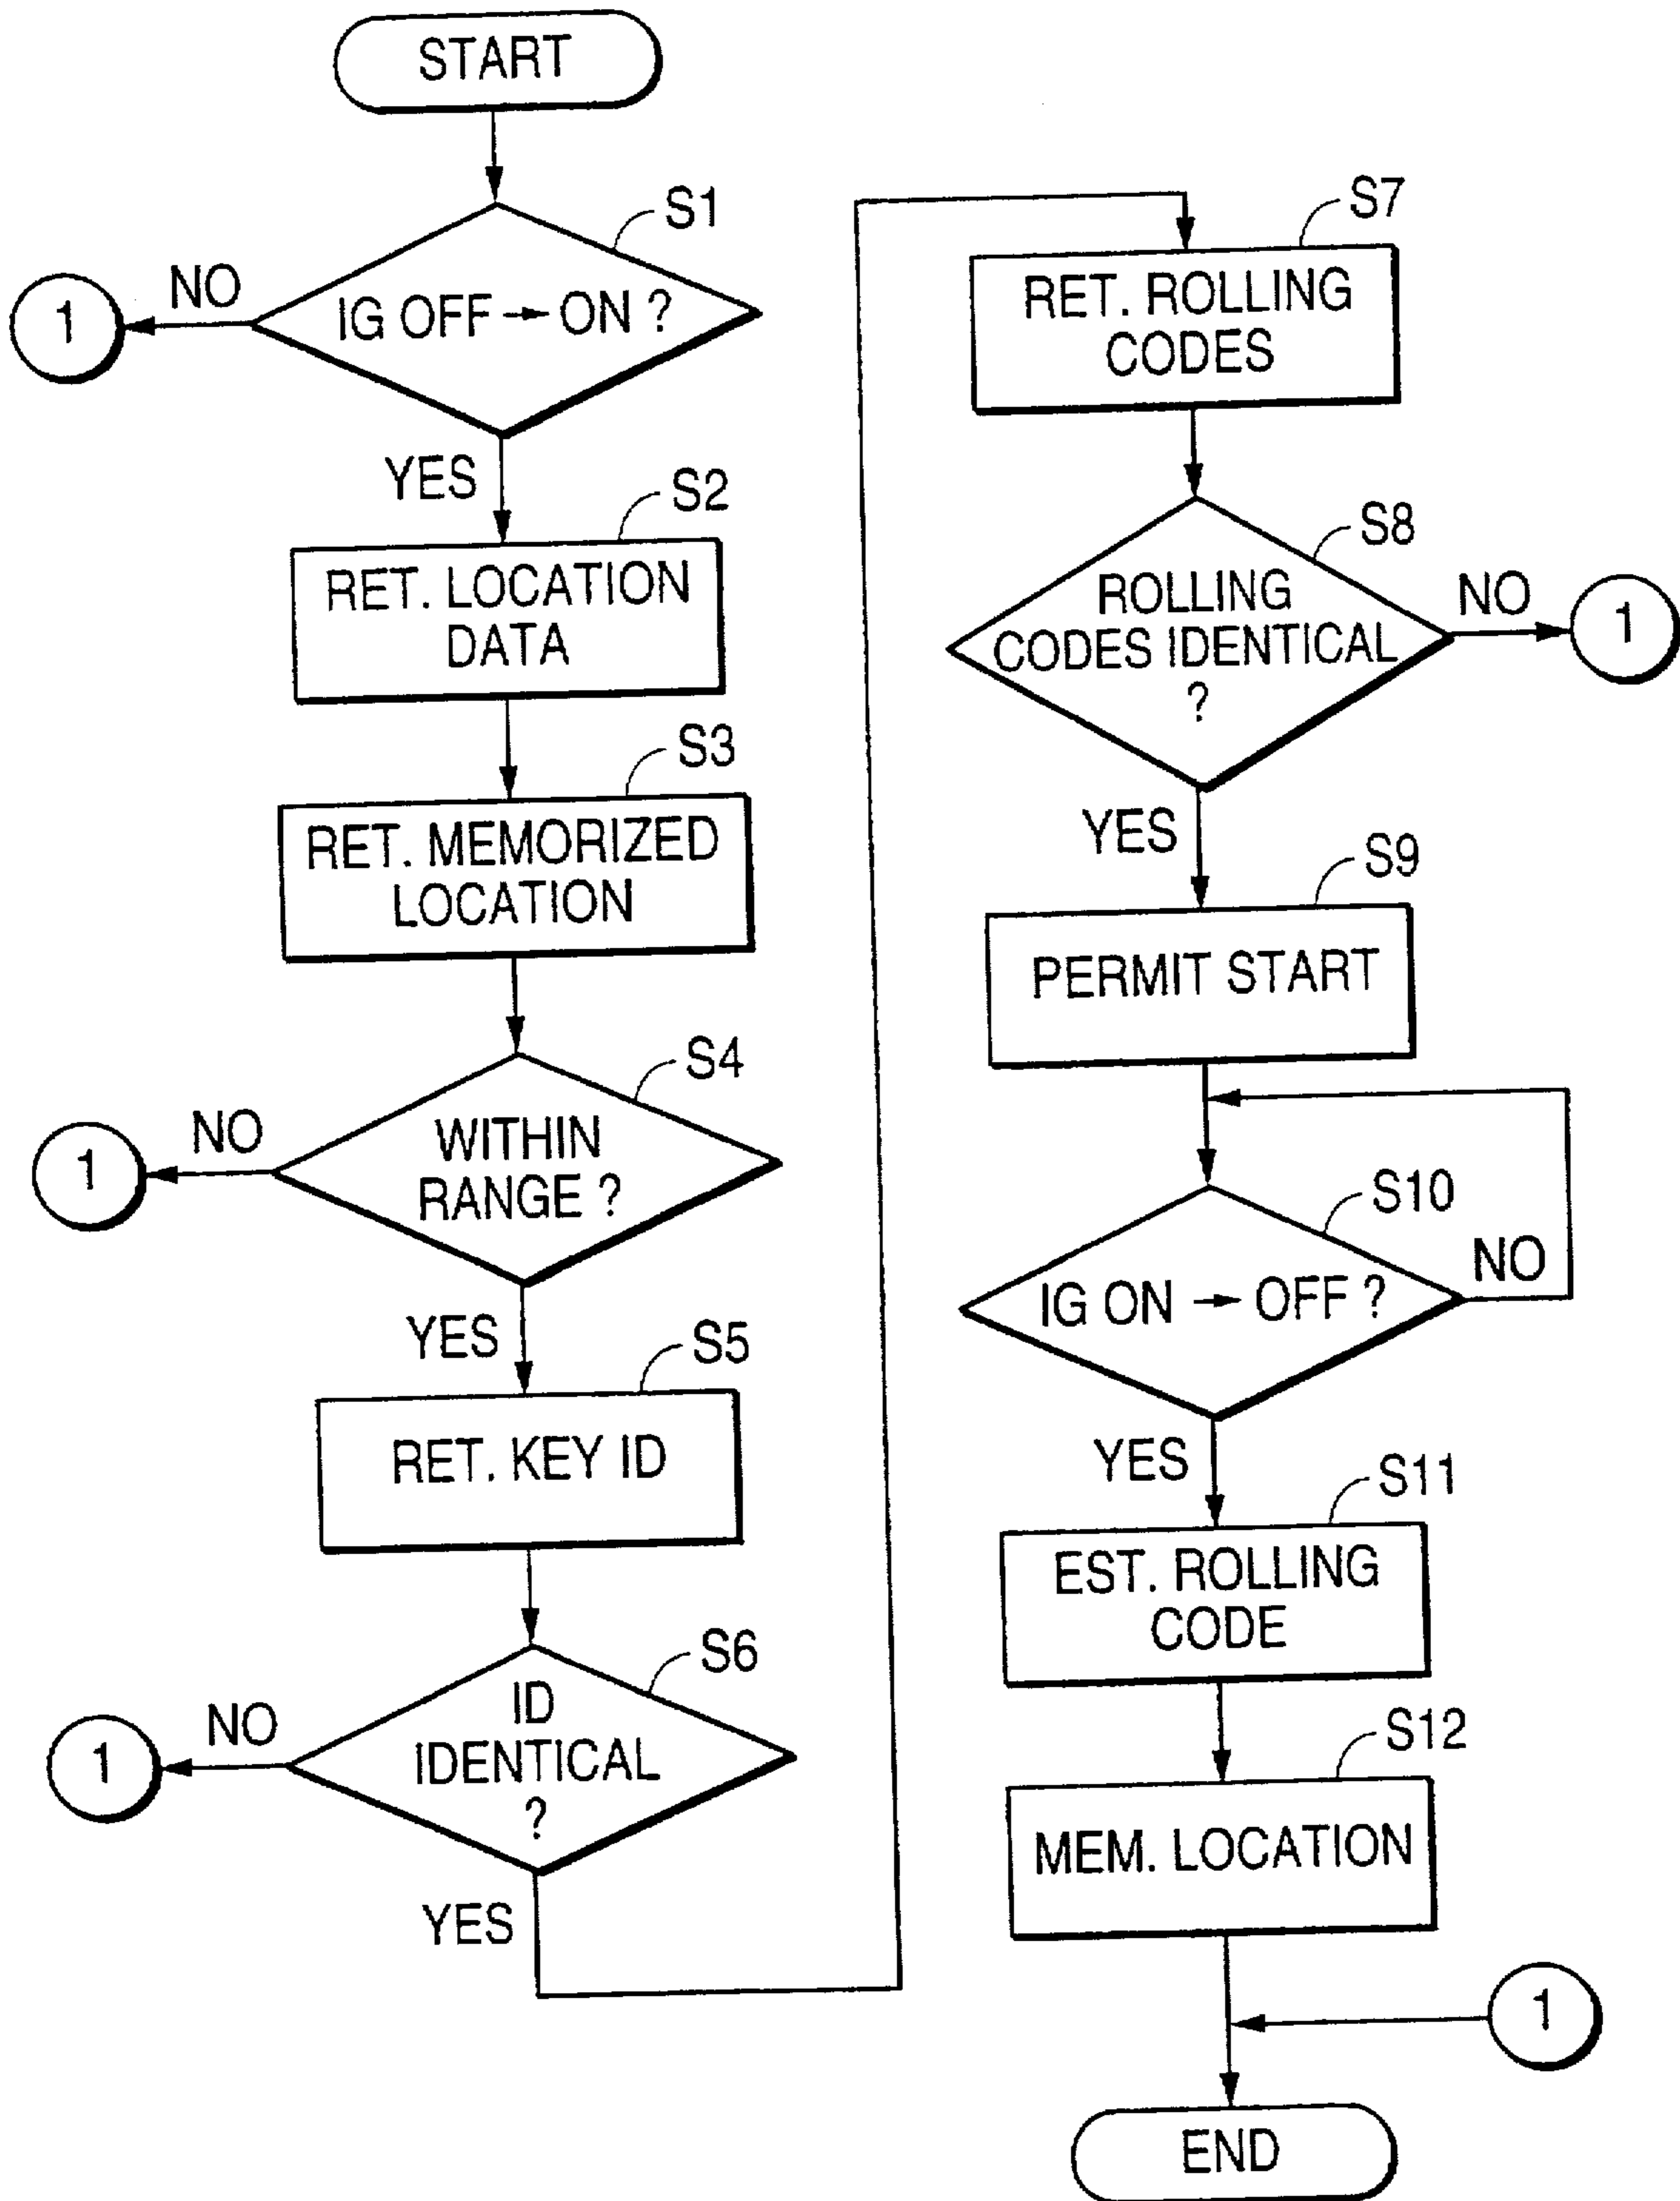 START
S1
IG OFF → ON ?
NO
1
YES
S2
RET. LOCATION
DATA
S3
RET. MEMORIZED
LOCATION
S4
WITHIN
RANGE ?
NO
1
YES
S5
RET. KEY ID
S6
ID
IDENTICAL
?
NO
1
YES
S7
RET. ROLLING
CODES
S8
ROLLING
CODES IDENTICAL
?
NO
1
YES
S9
PERMIT START
S10
IG ON → OFF ?
NO
YES
S11
EST. ROLLING
CODE
S12
MEM. LOCATION
1
END